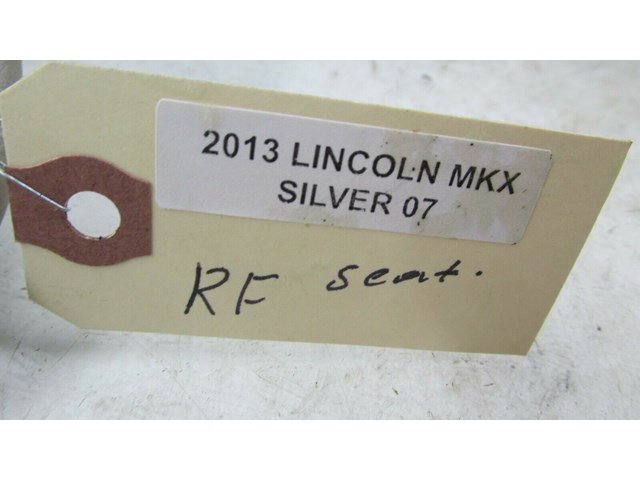 2013 LINCOLN MKX
SILVER 07
RF seat.